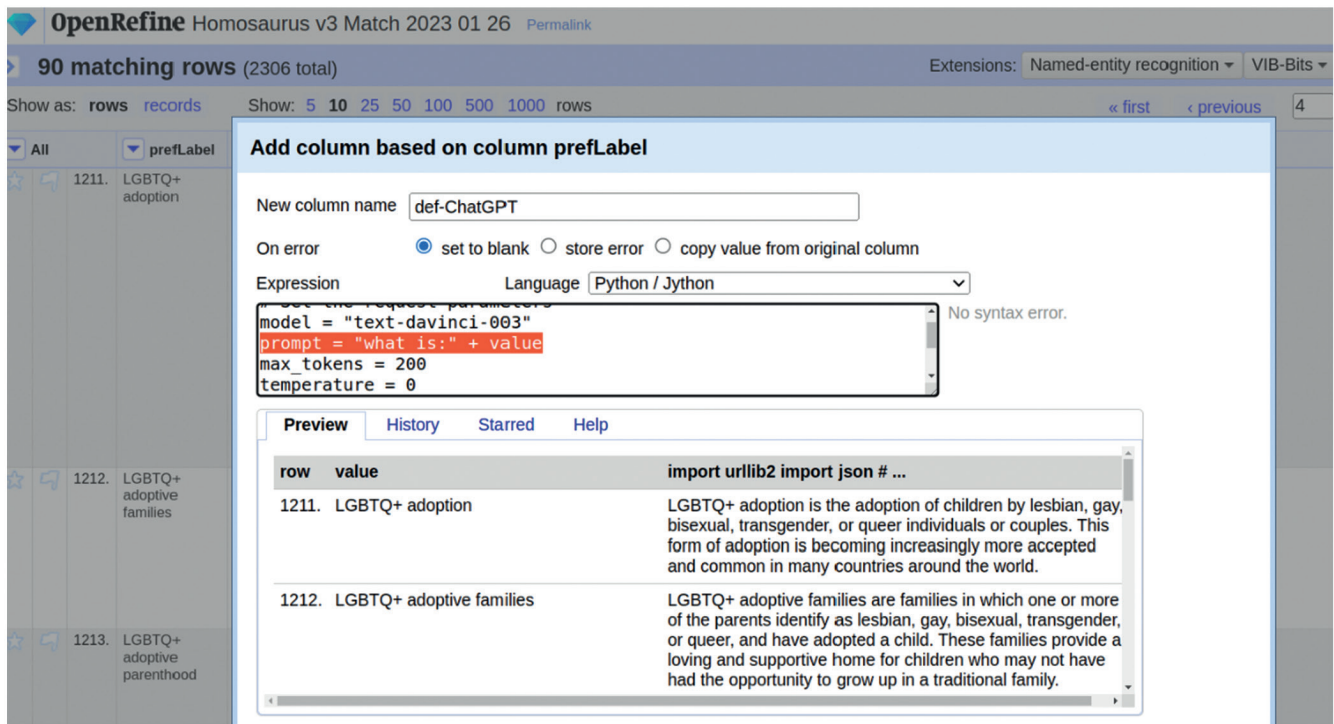 OpenRefine Homosaurus v3 Match 2023 01 26 Permalink
90 matching rows (2306 total)
Extensions: Named-entity recognition VIB-Bits
Show as: rows records Show: 5 10 25 50 100 500 1000 rows « first ‹ previous 4
All prefLabel
1211. LGBTQ+
adoption
1212. LGBTQ+
adoptive
families
1213. LGBTQ+
adoptive
parenthood
Add column based on column prefLabel
New column name def-ChatGPT
On error set to blank store error copy value from original column
Expression Language Python / Jython
# Set the request parameters
model = "text-davinci-003"
prompt = "what is:" + value
max_tokens = 200
temperature = 0
No syntax error.
Preview History Starred Help
row value import urllib2 import json # ...
1211. LGBTQ+ adoption LGBTQ+ adoption is the adoption of children by lesbian, gay,
bisexual, transgender, or queer individuals or couples. This
form of adoption is becoming increasingly more accepted
and common in many countries around the world.
1212. LGBTQ+ adoptive families LGBTQ+ adoptive families are families in which one or more
of the parents identify as lesbian, gay, bisexual, transgender,
or queer, and have adopted a child. These families provide a
loving and supportive home for children who may not have
had the opportunity to grow up in a traditional family.